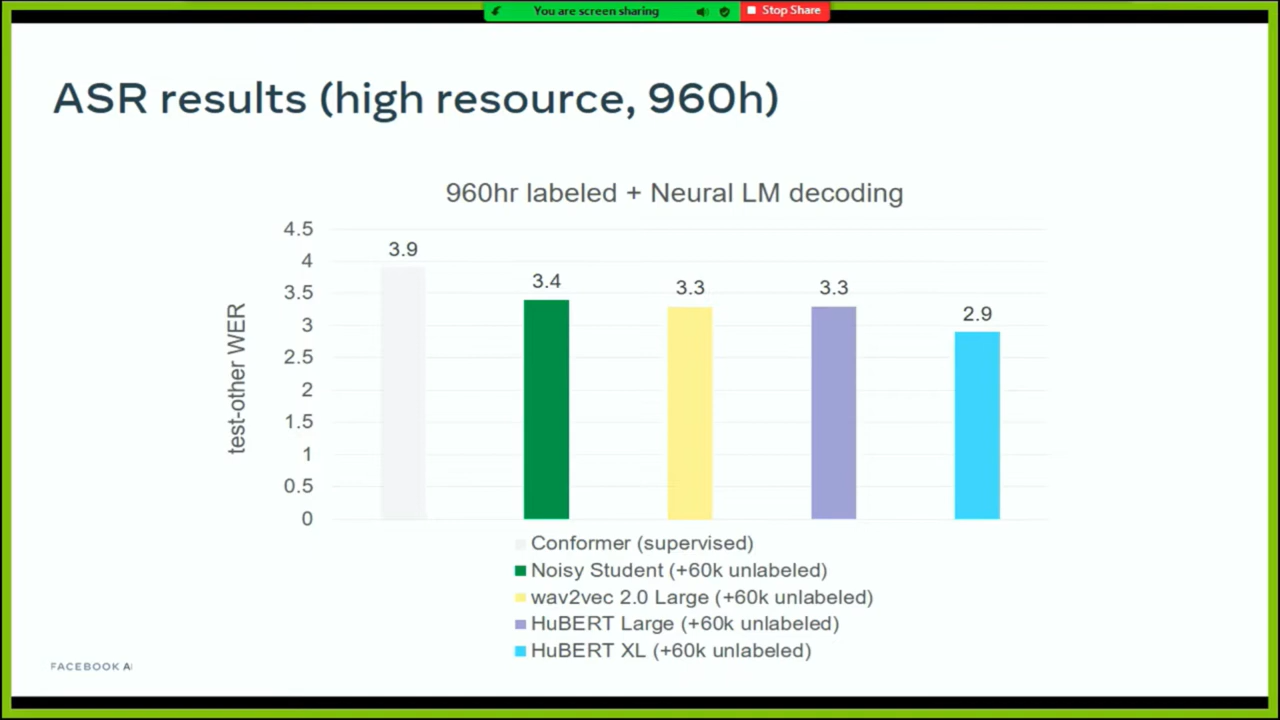 You are screen sharing
Stop Share
ASR results (high resource, 960h)
960hr labeled + Neural LM decoding
test-other WER
4.5
4
3.5
3
2.5
2
1.5
1
0.5
0
3.9
3.4
3.3
3.3
2.9
Conformer (supervised)
Noisy Student (+60k unlabeled)
wav2vec 2.0 Large (+60k unlabeled)
HuBERT Large (+60k unlabeled)
HuBERT XL (+60k unlabeled)
FACEBOOK AI